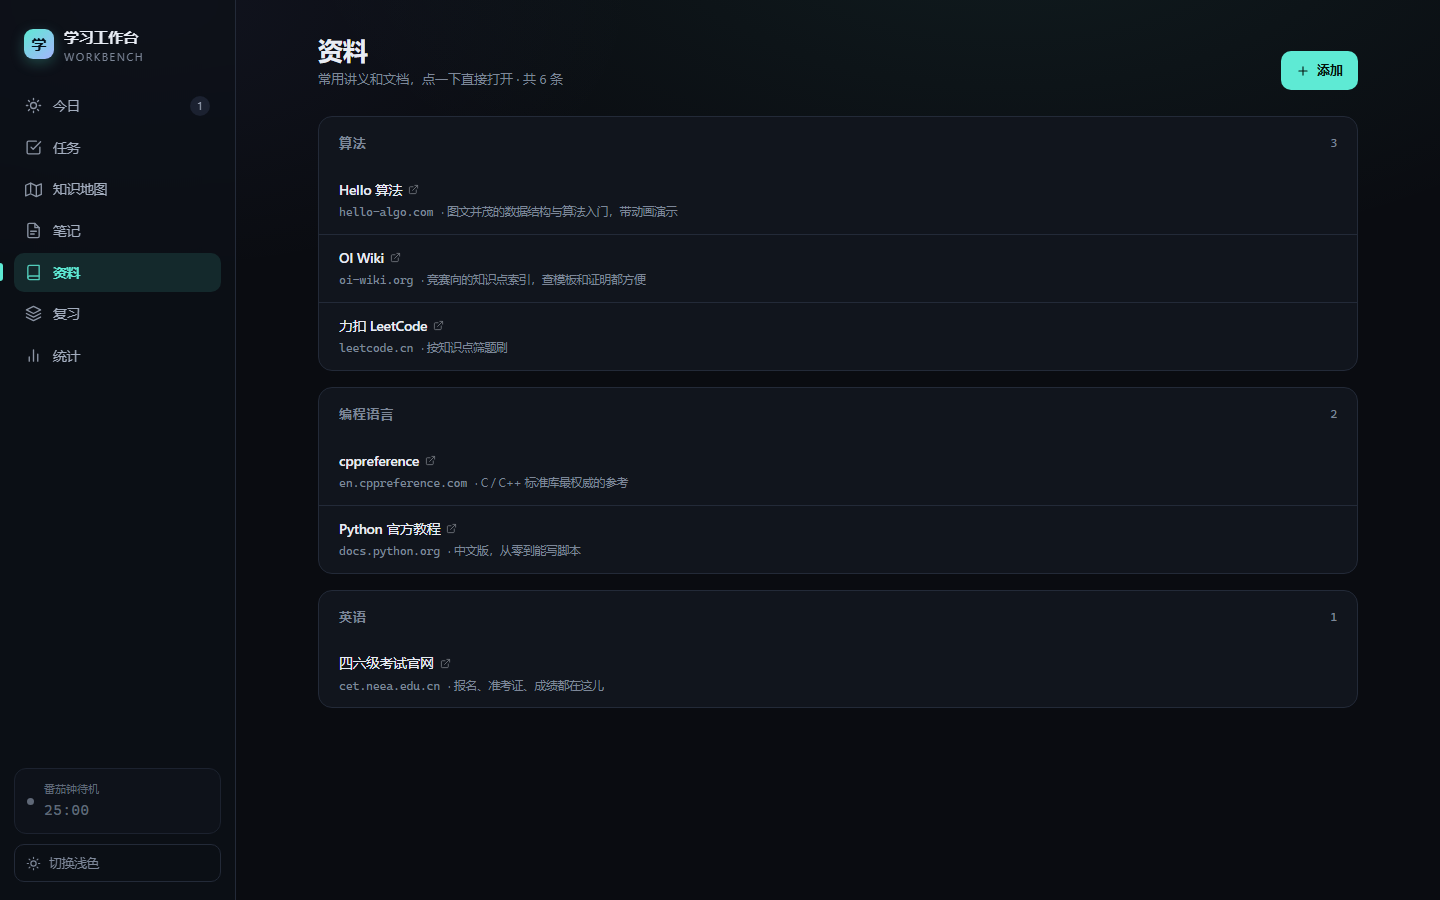 学
学习工作台
WORKBENCH
今日 1
任务
知识地图
笔记
资料
复习
统计
番茄钟待机
25:00
切换浅色
资料
常用讲义和文档，点一下直接打开 · 共 6 条
+ 添加
算法 3
Hello 算法
hello-algo.com · 图文并茂的数据结构与算法入门，带动画演示
OI Wiki
oi-wiki.org · 竞赛向的知识点索引，查模板和证明都方便
力扣 LeetCode
leetcode.cn · 按知识点筛题刷
编程语言 2
cppreference
en.cppreference.com · C / C++ 标准库最权威的参考
Python 官方教程
docs.python.org · 中文版，从零到能写脚本
英语 1
四六级考试官网
cet.neea.edu.cn · 报名、准考证、成绩都在这儿